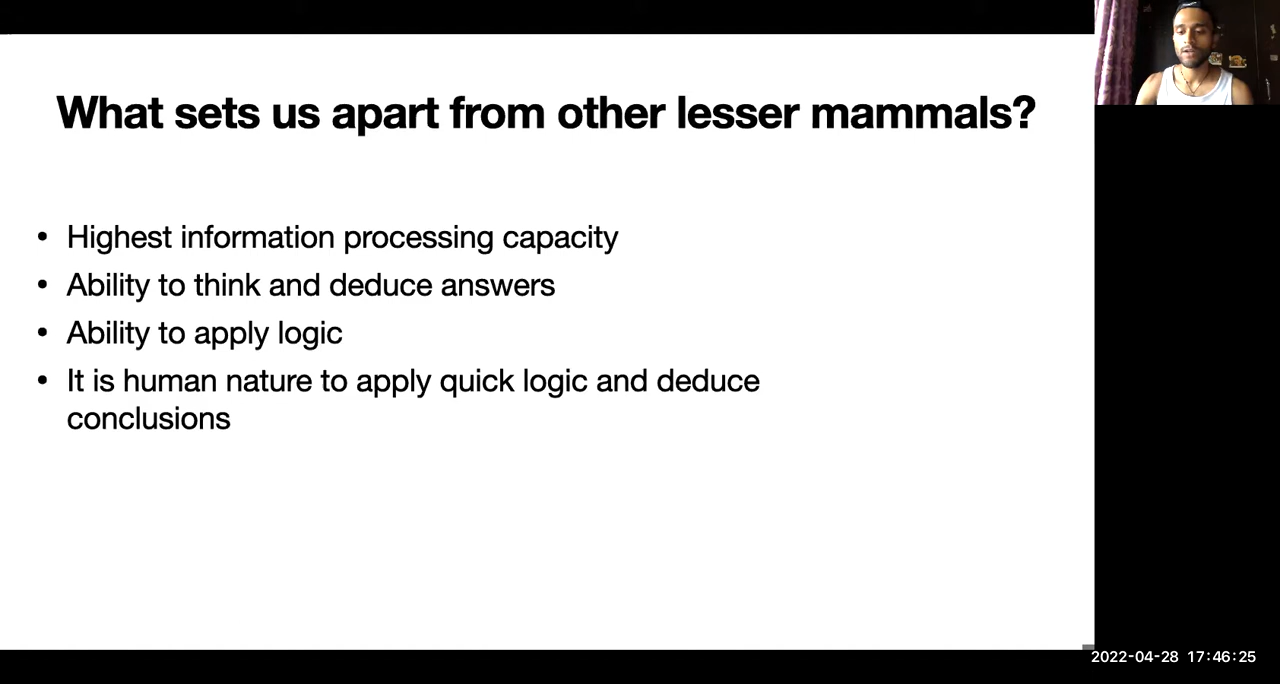 What sets us apart from other lesser mammals?
• Highest information processing capacity
• Ability to think and deduce answers
• Ability to apply logic
• It is human nature to apply quick logic and deduce
conclusions
2022-04-28 17:46:25